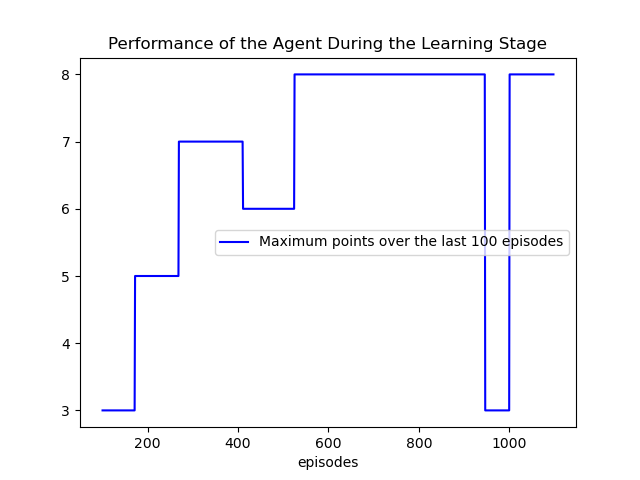 Performance of the Agent During the Learning Stage
8
7
6
Maximum points over the last 100 episodes
5
4
3
200 400 600 800 1000
episodes